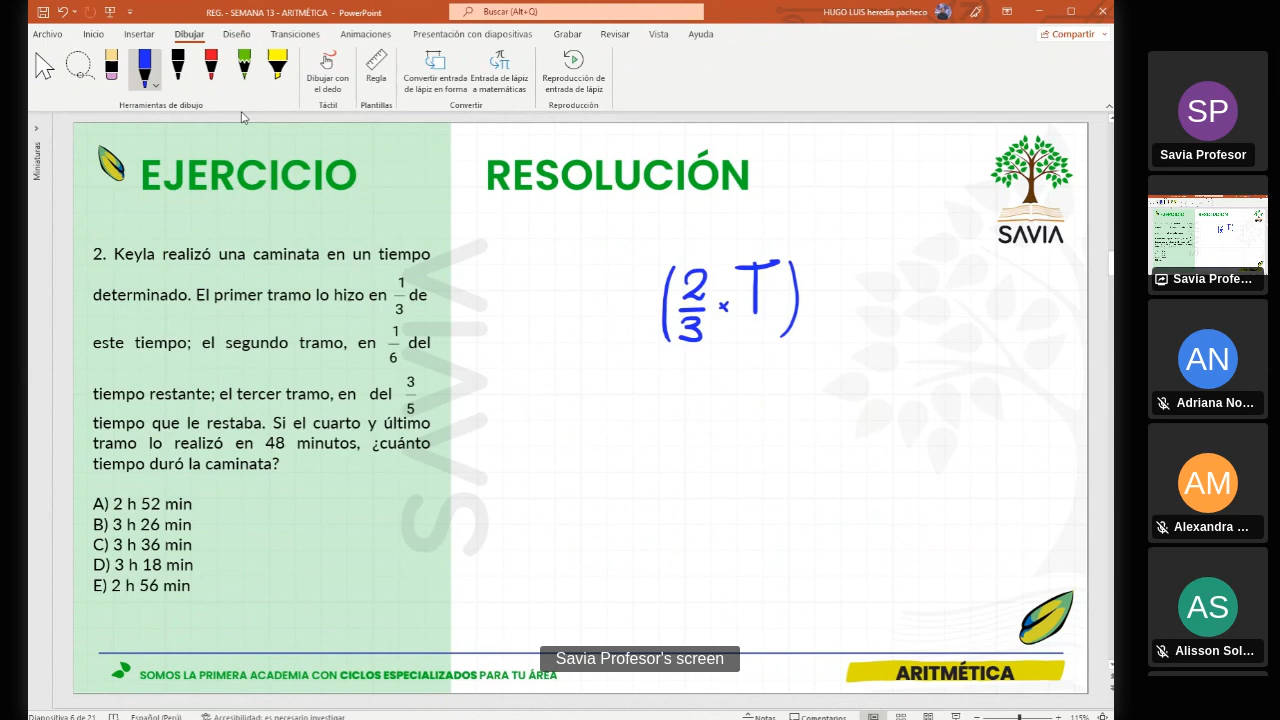 REG. - SEMANA 13 - ARITMÉTICA - PowerPoint
Buscar (Alt+Q)
HUGO LUIS heredia pacheco
Archivo Inicio Insertar Dibujar Diseño Transiciones Animaciones Presentación con diapositivas Grabar Revisar Vista Ayuda
Compartir
Dibujar con el dedo
Regla
Convertir entrada de lápiz en forma
Entrada de lápiz a matemáticas
Reproducción de entrada de lápiz
Herramientas de dibujo
Táctil
Plantillas
Convertir
Reproducción
Miniaturas
EJERCICIO
RESOLUCIÓN
SAVIA
2. Keyla realizó una caminata en un tiempo
determinado. El primer tramo lo hizo en 1/3 de
este tiempo; el segundo tramo, en 1/6 del
tiempo restante; el tercer tramo, en del 3/5
tiempo que le restaba. Si el cuarto y último
tramo lo realizó en 48 minutos, ¿cuánto
tiempo duró la caminata?
A) 2 h 52 min
B) 3 h 26 min
C) 3 h 36 min
D) 3 h 18 min
E) 2 h 56 min
(2/3 × T)
SAVIA
SOMOS LA PRIMERA ACADEMIA CON CICLOS ESPECIALIZADOS PARA TU ÁREA
Savia Profesor's screen
ARITMÉTICA
Diapositiva 6 de 21
Español (Perú)
Accesibilidad: es necesario investigar
Notas
Comentarios
115%
SP
Savia Profesor
Savia Profe...
AN
Adriana No...
AM
Alexandra ...
AS
Alisson Sol...